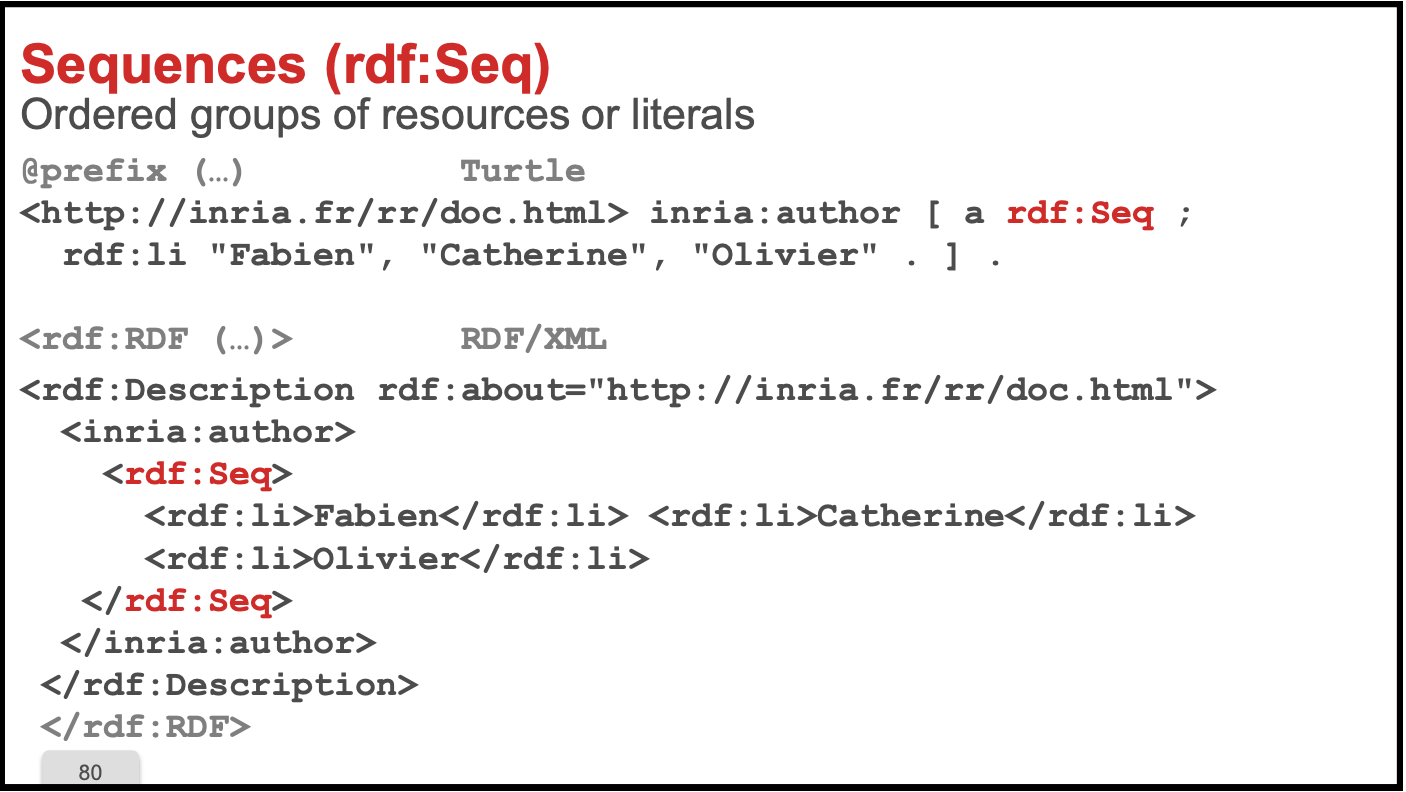 Sequences (rdf:Seq)
Ordered groups of resources or literals
@prefix (…) Turtle
<http://inria.fr/rr/doc.html> inria:author [ a rdf:Seq ;
rdf:li "Fabien", "Catherine", "Olivier" . ] .
<rdf:RDF (…)> RDF/XML
<rdf:Description rdf:about="http://inria.fr/rr/doc.html">
<inria:author>
<rdf:Seq>
<rdf:li>Fabien</rdf:li> <rdf:li>Catherine</rdf:li>
<rdf:li>Olivier</rdf:li>
</rdf:Seq>
</inria:author>
</rdf:Description>
</rdf:RDF>
80